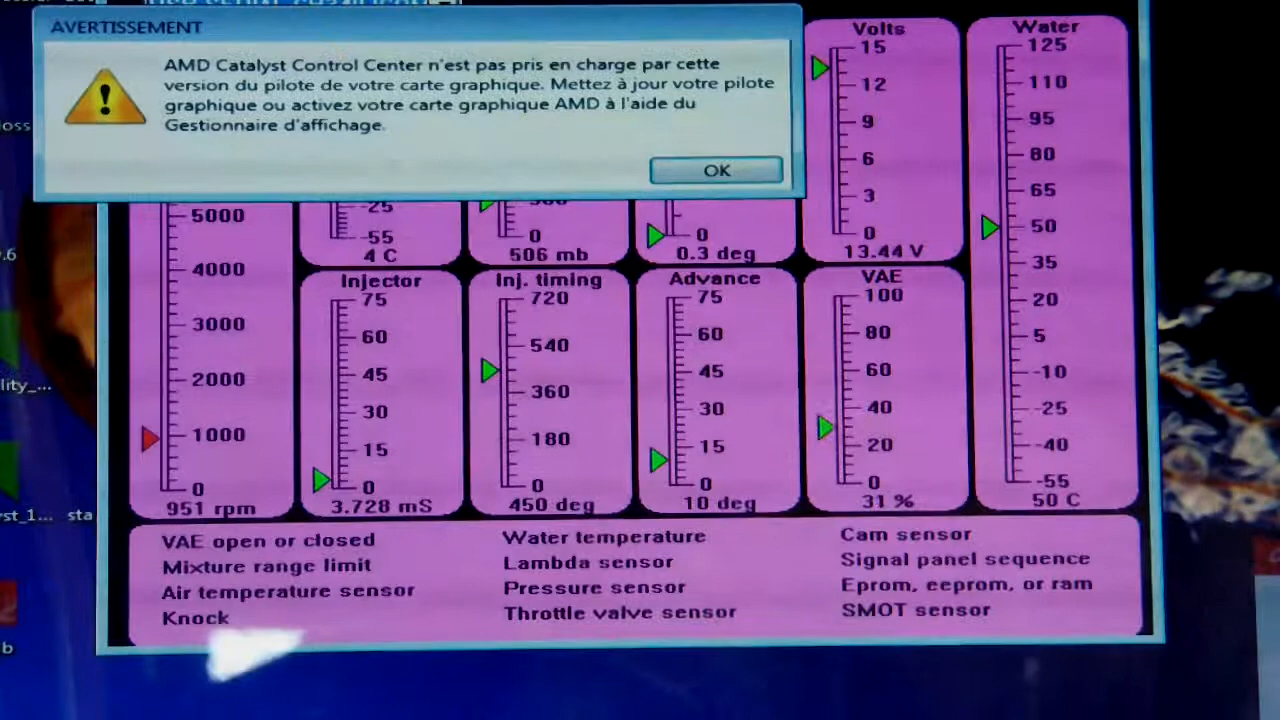 AVERTISSEMENT
AMD Catalyst Control Center n'est pas pris en charge par cette
version du pilote de votre carte graphique. Mettez à jour votre pilote
graphique ou activez votre carte graphique AMD à l'aide du
Gestionnaire d'affichage.
OK
Volts
15
12
9
6
3
0
13.44 V
Water
125
110
95
80
65
50
35
20
5
-10
-25
-40
-55
50 C
5000
4000
3000
2000
1000
0
951 rpm
-25
-55
4 C
0
506 mb
0
0.3 deg
Injector
75
60
45
30
15
0
3.728 mS
Inj. timing
720
540
360
180
0
450 deg
Advance
75
60
45
30
15
0
10 deg
VAE
100
80
60
40
20
0
31 %
VAE open or closed
Mixture range limit
Air temperature sensor
Knock
Water temperature
Lambda sensor
Pressure sensor
Throttle valve sensor
Cam sensor
Signal panel sequence
Eprom, eeprom, or ram
SMOT sensor
oss
.6
lity_...
st_1... sta
b